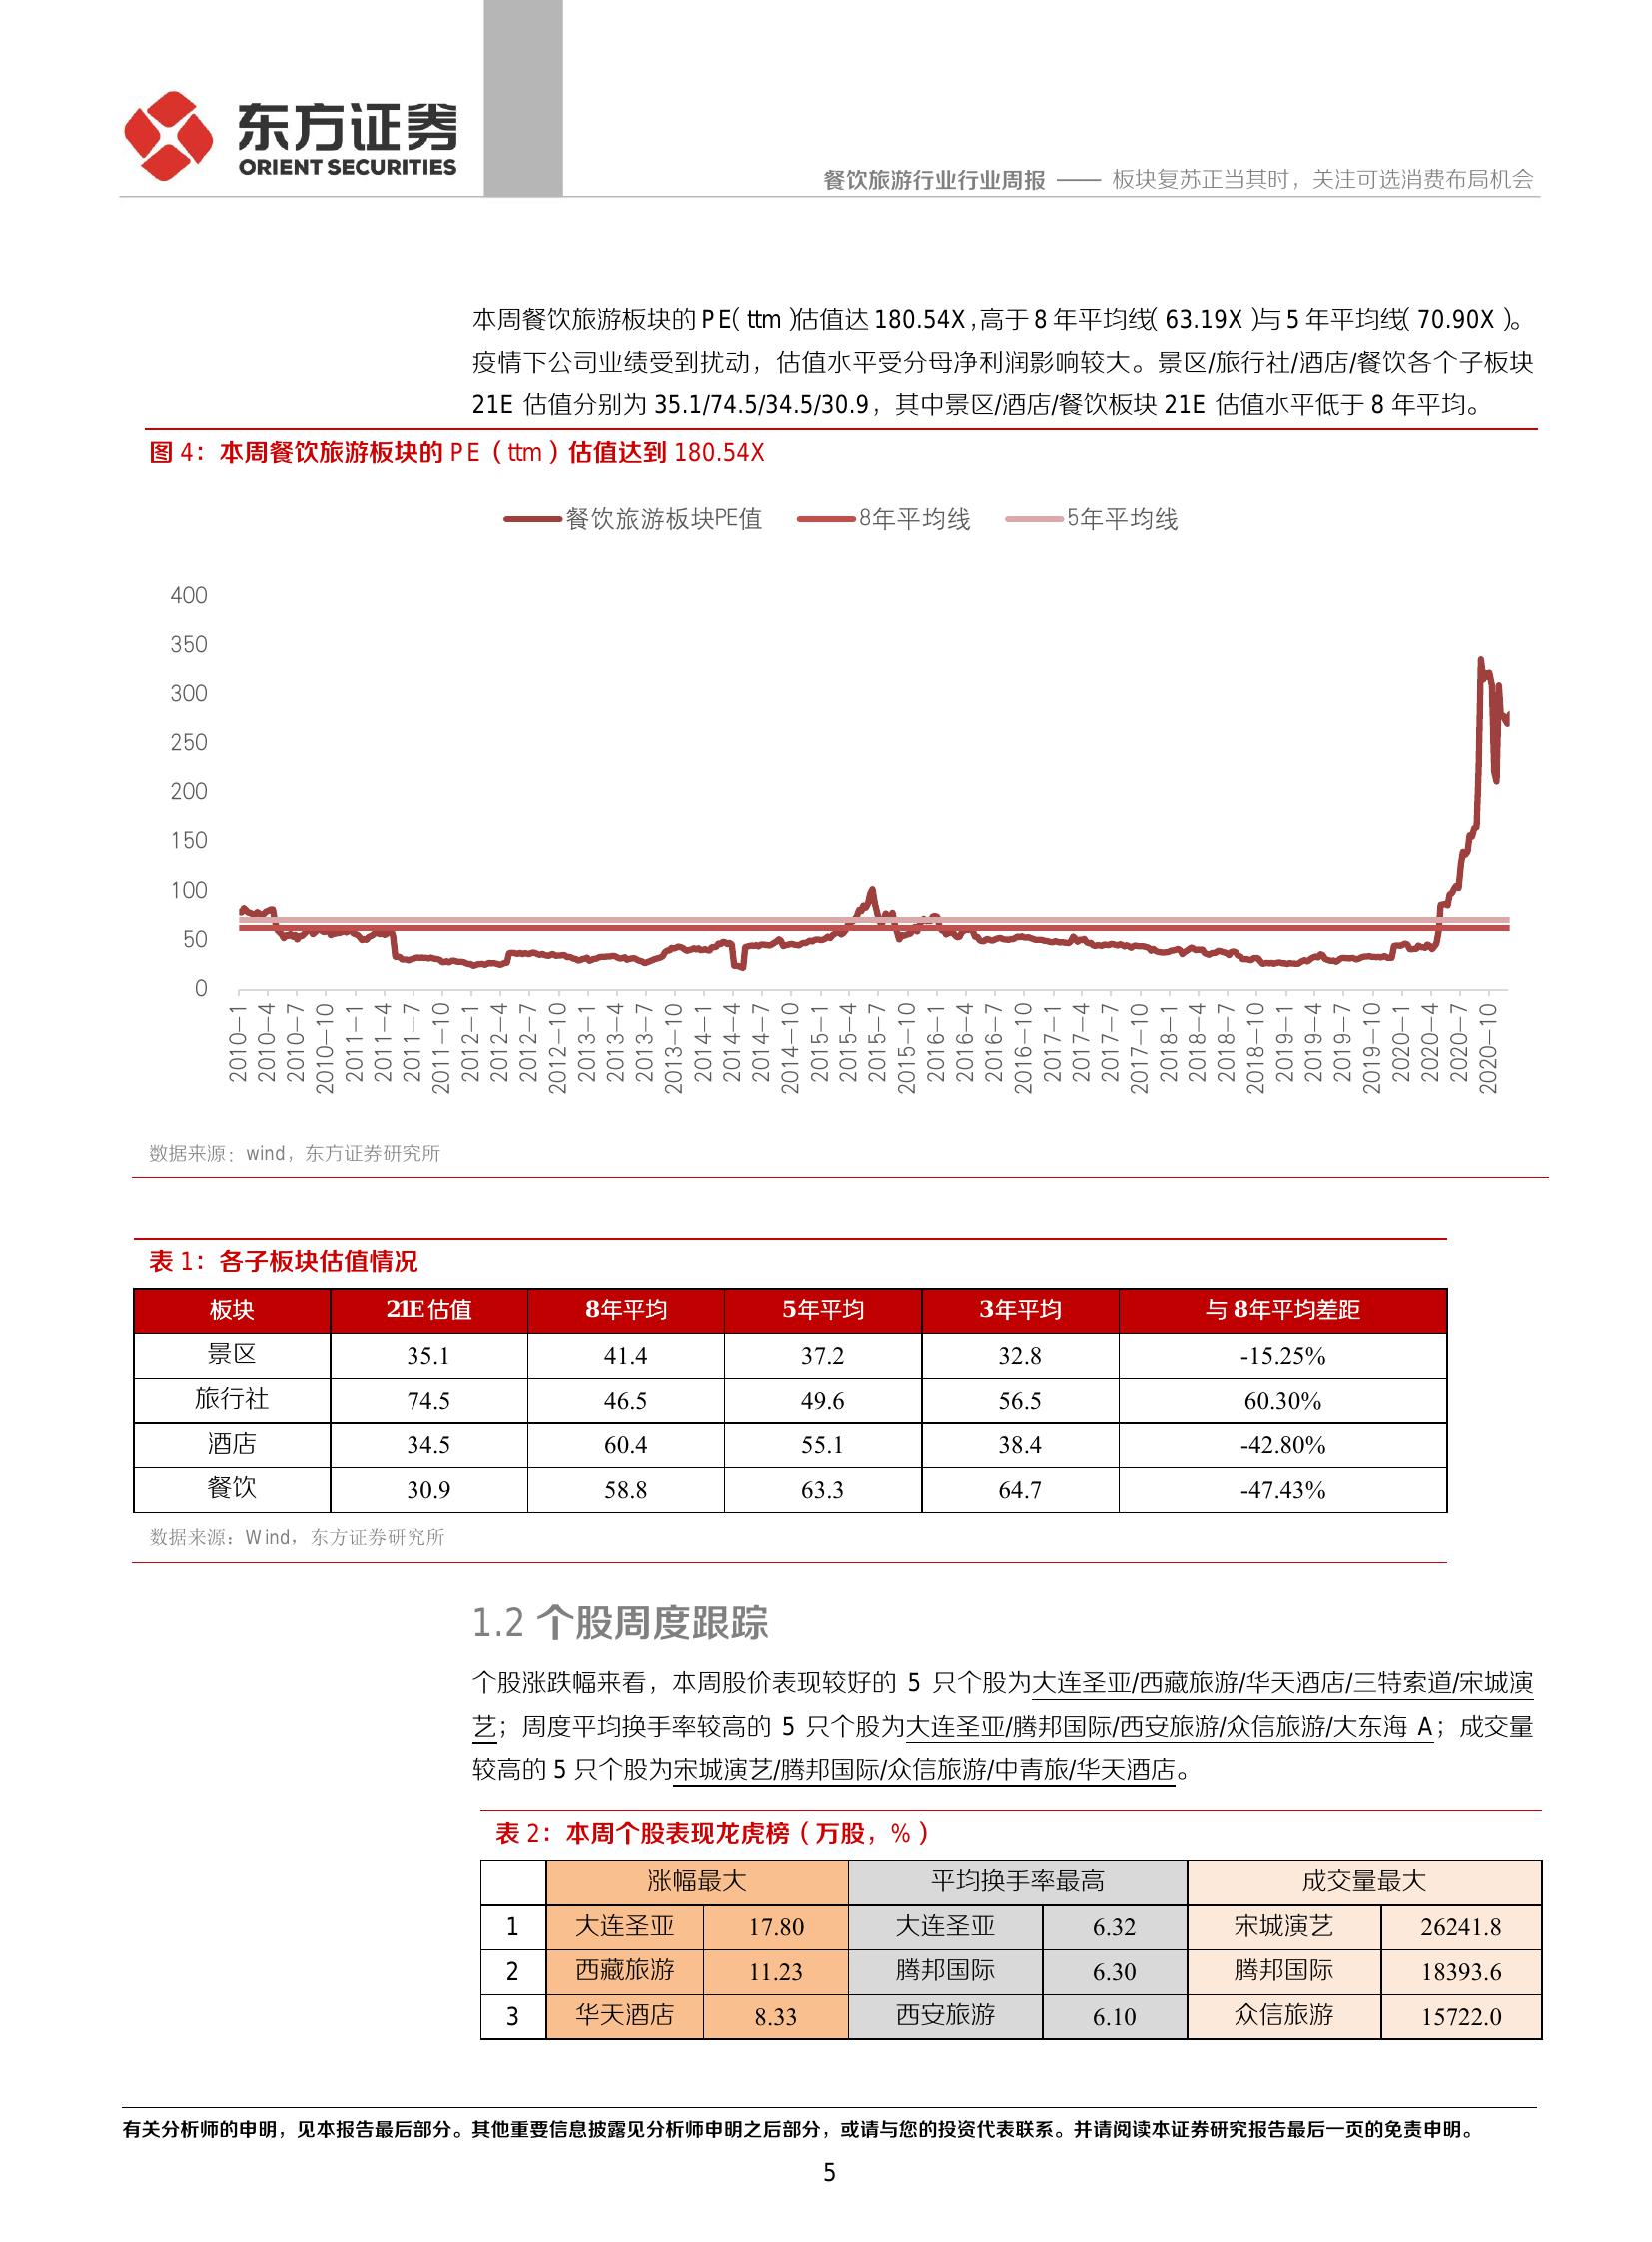 东方证券
ORIENT SECURITIES
餐饮旅游行业行业周报 —— 板块复苏正当其时，关注可选消费布局机会
本周餐饮旅游板块的 PE（ttm）估值达 180.54X，高于 8 年平均线（63.19X）与 5 年平均线（70.90X）。
疫情下公司业绩受到扰动，估值水平受分母净利润影响较大。景区/旅行社/酒店/餐饮各个子板块
21E 估值分别为 35.1/74.5/34.5/30.9，其中景区/酒店/餐饮板块 21E 估值水平低于 8 年平均。
图 4：本周餐饮旅游板块的 PE（ttm）估值达到 180.54X
餐饮旅游板块PE值 8年平均线 5年平均线
400
350
300
250
200
150
100
50
0
2010-1 2010-4 2010-7 2010-10 2011-1 2011-4 2011-7 2011-10 2012-1 2012-4 2012-7 2012-10 2013-1 2013-4 2013-7 2013-10 2014-1 2014-4 2014-7 2014-10 2015-1 2015-4 2015-7 2015-10 2016-1 2016-4 2016-7 2016-10 2017-1 2017-4 2017-7 2017-10 2018-1 2018-4 2018-7 2018-10 2019-1 2019-4 2019-7 2019-10 2020-1 2020-4 2020-7 2020-10
数据来源：wind，东方证券研究所
表 1：各子板块估值情况
板块 21E 估值 8年平均 5年平均 3年平均 与 8年平均差距
景区 35.1 41.4 37.2 32.8 -15.25%
旅行社 74.5 46.5 49.6 56.5 60.30%
酒店 34.5 60.4 55.1 38.4 -42.80%
餐饮 30.9 58.8 63.3 64.7 -47.43%
数据来源：Wind，东方证券研究所
1.2 个股周度跟踪
个股涨跌幅来看，本周股价表现较好的 5 只个股为大连圣亚/西藏旅游/华天酒店/三特索道/宋城演
艺；周度平均换手率较高的 5 只个股为大连圣亚/腾邦国际/西安旅游/众信旅游/大东海 A；成交量
较高的 5 只个股为宋城演艺/腾邦国际/众信旅游/中青旅/华天酒店。
表 2：本周个股表现龙虎榜（万股，%）
涨幅最大 平均换手率最高 成交量最大
1 大连圣亚 17.80 大连圣亚 6.32 宋城演艺 26241.8
2 西藏旅游 11.23 腾邦国际 6.30 腾邦国际 18393.6
3 华天酒店 8.33 西安旅游 6.10 众信旅游 15722.0
有关分析师的申明，见本报告最后部分。其他重要信息披露见分析师申明之后部分，或请与您的投资代表联系。并请阅读本证券研究报告最后一页的免责申明。
5